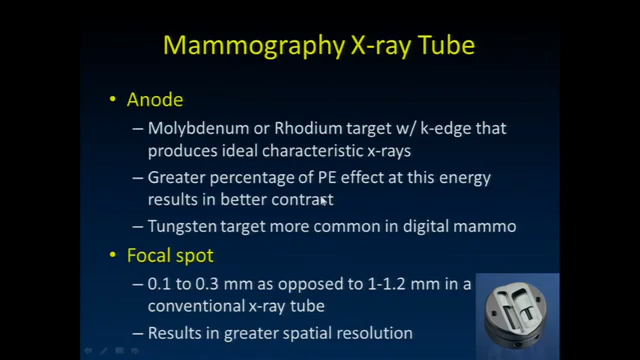 Mammography X-ray Tube
• Anode
– Molybdenum or Rhodium target w/ k-edge that
produces ideal characteristic x-rays
– Greater percentage of PE effect at this energy
results in better contrast
– Tungsten target more common in digital mammo
• Focal spot
– 0.1 to 0.3 mm as opposed to 1-1.2 mm in a
conventional x-ray tube
– Results in greater spatial resolution